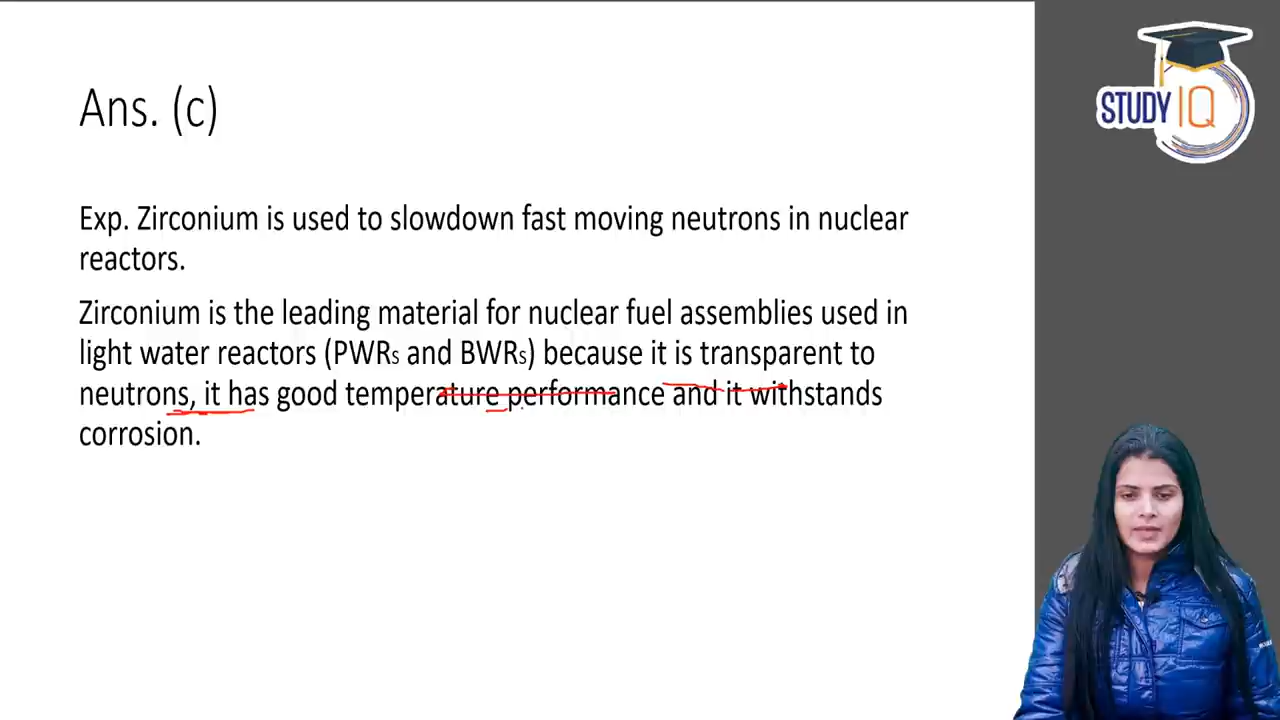 Ans. (c)
STUDY IQ
Exp. Zirconium is used to slowdown fast moving neutrons in nuclear
reactors.
Zirconium is the leading material for nuclear fuel assemblies used in
light water reactors (PWRs and BWRs) because it is transparent to
neutrons, it has good temperature performance and it withstands
corrosion.